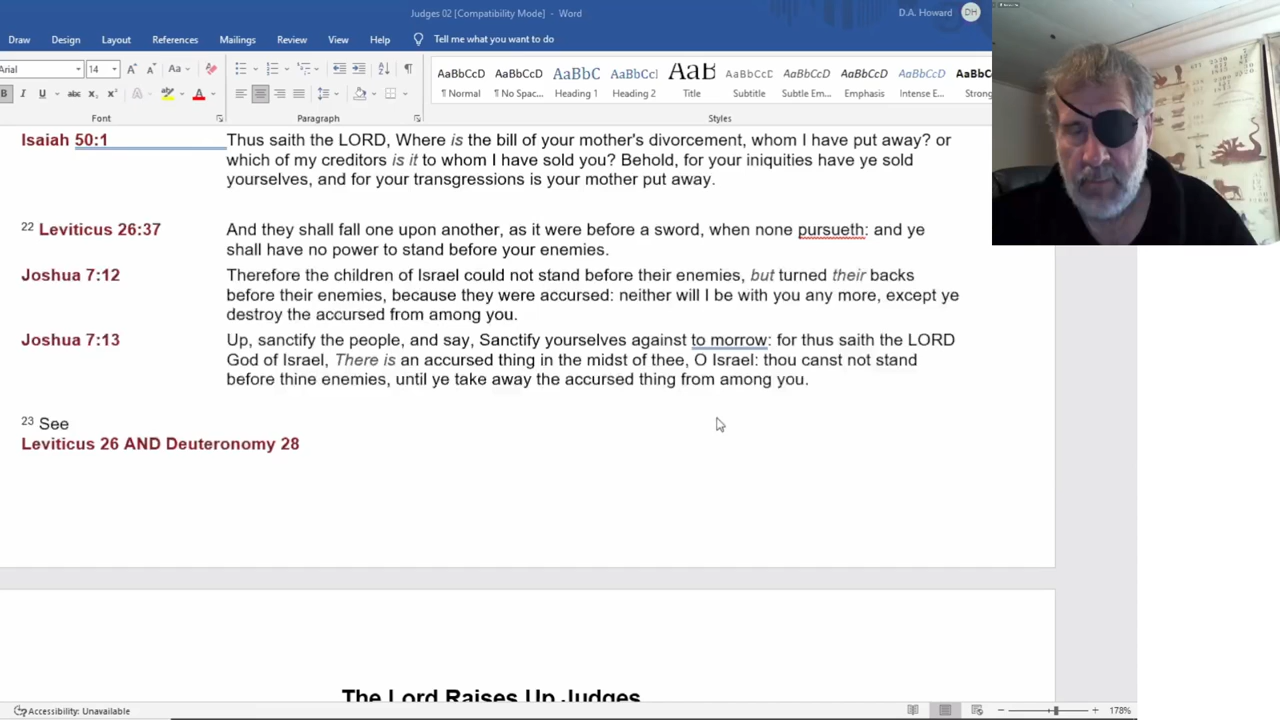 Judges 02 [Compatibility Mode] - Word
D.A. Howard DH
Draw Design Layout References Mailings Review View Help Tell me what you want to do
Arial 14 A A Aa
B I U abc x₂ x² A A
AaBbCcD AaBbCcD AaBbC AaBbCcI AaB AaBbCcD AaBbCcD AaBbCcD AaBbCcD AaBbCc
¶ Normal ¶ No Spac... Heading 1 Heading 2 Title Subtitle Subtle Em... Emphasis Intense E... Strong
Font Paragraph Styles
Isaiah 50:1 Thus saith the LORD, Where is the bill of your mother's divorcement, whom I have put away? or
which of my creditors is it to whom I have sold you? Behold, for your iniquities have ye sold
yourselves, and for your transgressions is your mother put away.
22 Leviticus 26:37 And they shall fall one upon another, as it were before a sword, when none pursueth: and ye
shall have no power to stand before your enemies.
Joshua 7:12 Therefore the children of Israel could not stand before their enemies, but turned their backs
before their enemies, because they were accursed: neither will I be with you any more, except ye
destroy the accursed from among you.
Joshua 7:13 Up, sanctify the people, and say, Sanctify yourselves against to morrow: for thus saith the LORD
God of Israel, There is an accursed thing in the midst of thee, O Israel: thou canst not stand
before thine enemies, until ye take away the accursed thing from among you.
23 See
Leviticus 26 AND Deuteronomy 28
The Lord Raises Up Judges
Accessibility: Unavailable 178%